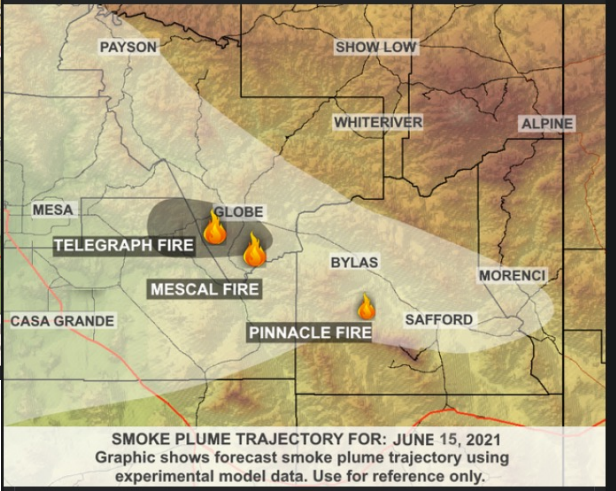 PAYSON
SHOW LOW
WHITERIVER
ALPINE
MESA
GLOBE
TELEGRAPH FIRE
BYLAS
MORENCI
MESCAL FIRE
CASA GRANDE
SAFFORD
PINNACLE FIRE
SMOKE PLUME TRAJECTORY FOR: JUNE 15, 2021
Graphic shows forecast smoke plume trajectory using
experimental model data. Use for reference only.